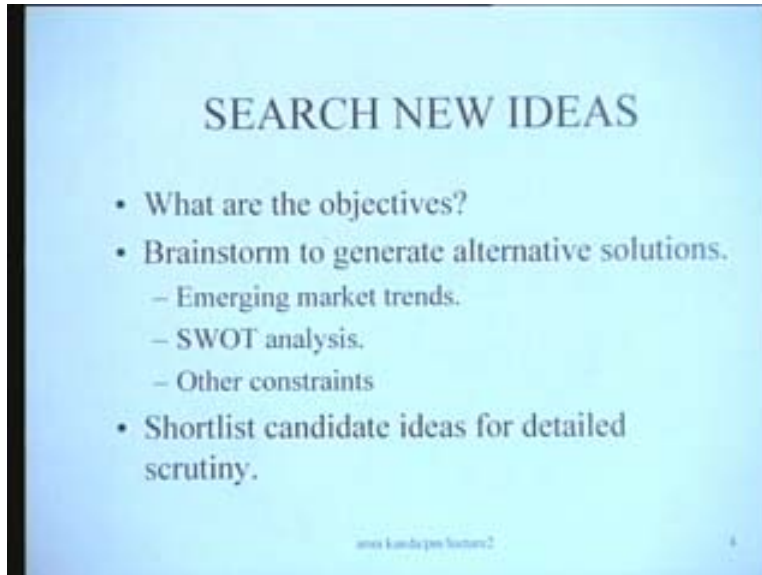 SEARCH NEW IDEAS
• What are the objectives?
• Brainstorm to generate alternative solutions.
– Emerging market trends.
– SWOT analysis.
– Other constraints
• Shortlist candidate ideas for detailed
scrutiny.